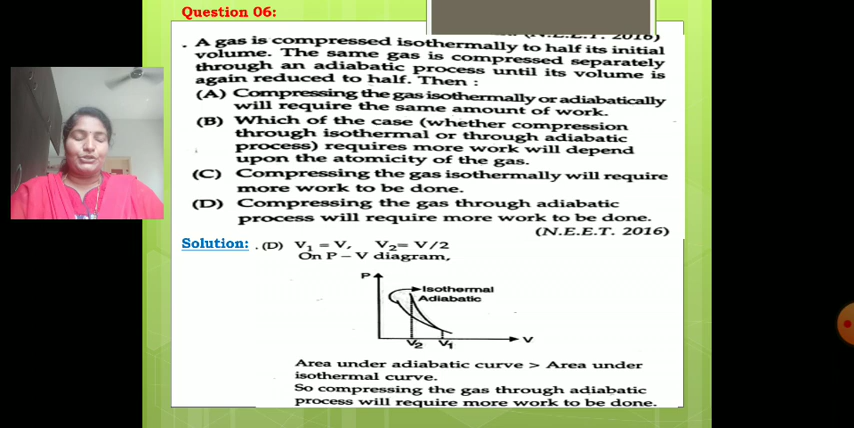 Question 06:
(N.E.E.T. 2016)
. A gas is compressed isothermally to half its initial
volume. The same gas is compressed separately
through an adiabatic process until its volume is
again reduced to half. Then :
(A) Compressing the gas isothermally or adiabatically
will require the same amount of work.
(B) Which of the case (whether compression
through isothermal or through adiabatic
process) requires more work will depend
upon the atomicity of the gas.
(C) Compressing the gas isothermally will require
more work to be done.
(D) Compressing the gas through adiabatic
process will require more work to be done.
(N.E.E.T. 2016)
Solution: . (D) V₁ = V, V₂= V/2
On P – V diagram,
P
Isothermal
Adiabatic
V₂ V₁ V
Area under adiabatic curve > Area under
isothermal curve.
So compressing the gas through adiabatic
process will require more work to be done.